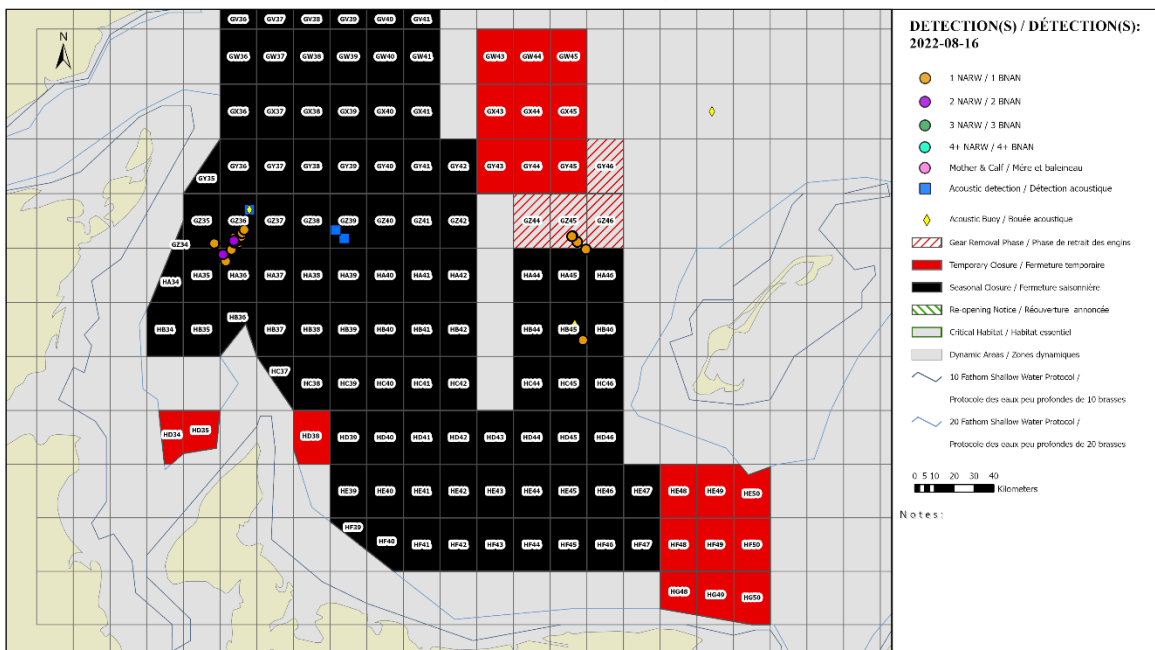 GV36 GV37 GV38 GV39 GV40 GV41
N
GW36 GW37 GW38 GW39 GW40 GW41 GW43 GW44 GW45
GX36 GX37 GX38 GX39 GX40 GX41 GX43 GX44 GX45
GY36 GY37 GY38 GY39 GY40 GY41 GY42 GY43 GY44 GY45 GY46
GY35
GZ35 GZ36 GZ37 GZ38 GZ39 GZ40 GZ41 GZ42 GZ44 GZ45 GZ46
GZ34
HA35 HA36 HA37 HA38 HA39 HA40 HA41 HA42 HA44 HA45 HA46
HA34
HB36
HB34 HB35 HB37 HB38 HB39 HB40 HB41 HB42 HB44 HB45 HB46
HC37
HC38 HC39 HC40 HC41 HC42 HC44 HC45 HC46
HD34 HD35 HD38 HD39 HD40 HD41 HD42 HD43 HD44 HD45 HD46
HE39 HE40 HE41 HE42 HE43 HE44 HE45 HE46 HE47 HE48 HE49 HE50
HF39
HF40 HF41 HF42 HF43 HF44 HF45 HF46 HF47 HF48 HF49 HF50
HG48 HG49 HG50
DETECTION(S) / DÉTECTION(S):
2022-08-16
1 NARW / 1 BNAN
2 NARW / 2 BNAN
3 NARW / 3 BNAN
4+ NARW / 4+ BNAN
Mother & Calf / Mère et baleineau
Acoustic detection / Détection acoustique
Acoustic Buoy / Bouée acoustique
Gear Removal Phase / Phase de retrait des engins
Temporary Closure / Fermeture temporaire
Seasonal Closure / Fermeture saisonnière
Re-opening Notice / Réouverture annoncée
Critical Habitat / Habitat essentiel
Dynamic Areas / Zones dynamiques
10 Fathom Shallow Water Protocol /
Protocole des eaux peu profondes de 10 brasses
20 Fathom Shallow Water Protocol /
Protocole des eaux peu profondes de 20 brasses
0 5 10 20 30 40
Kilometers
Notes: